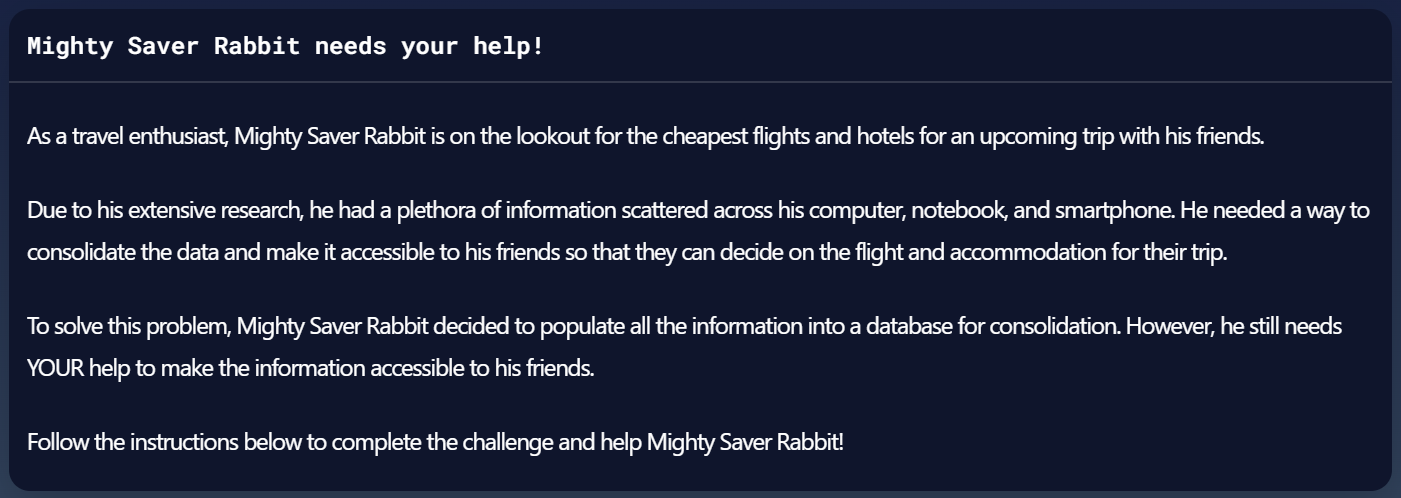 Mighty Saver Rabbit needs your help!
As a travel enthusiast, Mighty Saver Rabbit is on the lookout for the cheapest flights and hotels for an upcoming trip with his friends.
Due to his extensive research, he had a plethora of information scattered across his computer, notebook, and smartphone. He needed a way to
consolidate the data and make it accessible to his friends so that they can decide on the flight and accommodation for their trip.
To solve this problem, Mighty Saver Rabbit decided to populate all the information into a database for consolidation. However, he still needs
YOUR help to make the information accessible to his friends.
Follow the instructions below to complete the challenge and help Mighty Saver Rabbit!